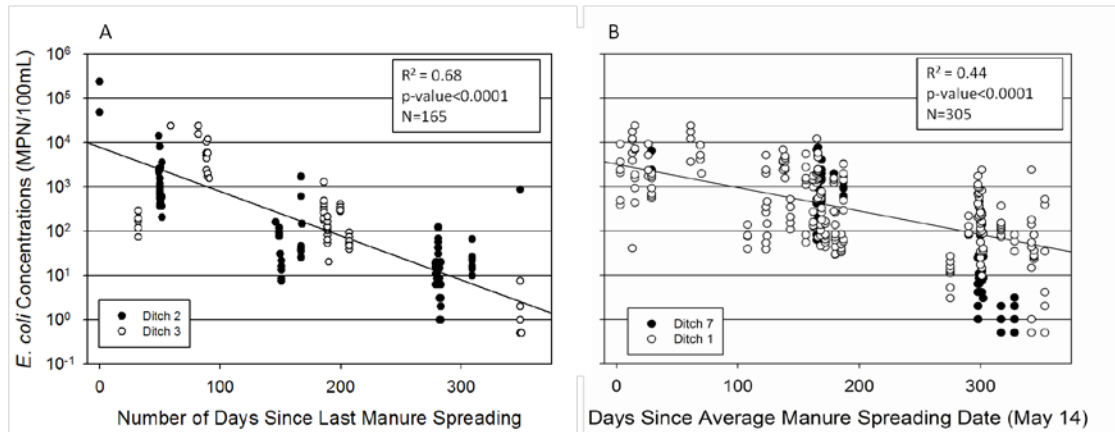 A
E. coli Concentrations (MPN/100mL)
10⁶
10⁵
10⁴
10³
10²
10¹
10⁰
10⁻¹
R² = 0.68
p-value<0.0001
N=165
Ditch 2
Ditch 3
0 100 200 300
Number of Days Since Last Manure Spreading
B
R² = 0.44
p-value<0.0001
N=305
Ditch 7
Ditch 1
0 100 200 300
Days Since Average Manure Spreading Date (May 14)